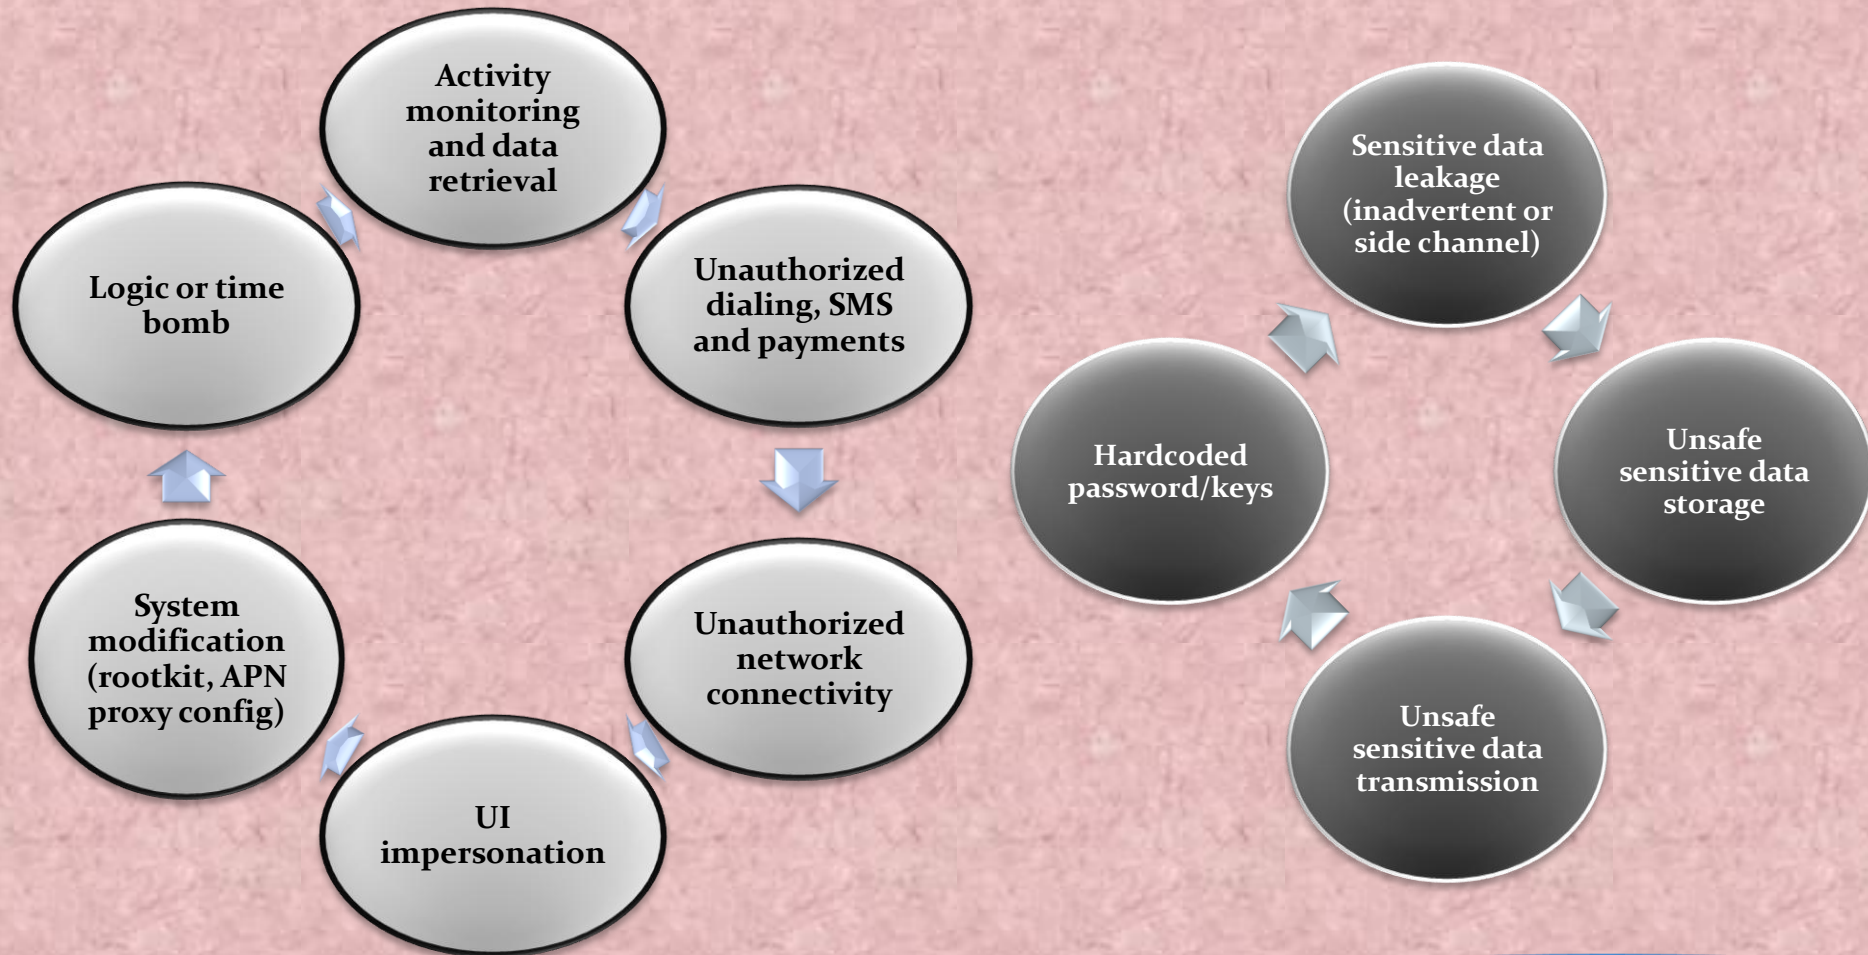 Activity
monitoring
and data
retrieval
Unauthorized
dialing, SMS
and payments
Unauthorized
network
connectivity
UI
impersonation
System
modification
(rootkit, APN
proxy config)
Logic or time
bomb
Sensitive data
leakage
(inadvertent or
side channel)
Unsafe
sensitive data
storage
Unsafe
sensitive data
transmission
Hardcoded
password/keys